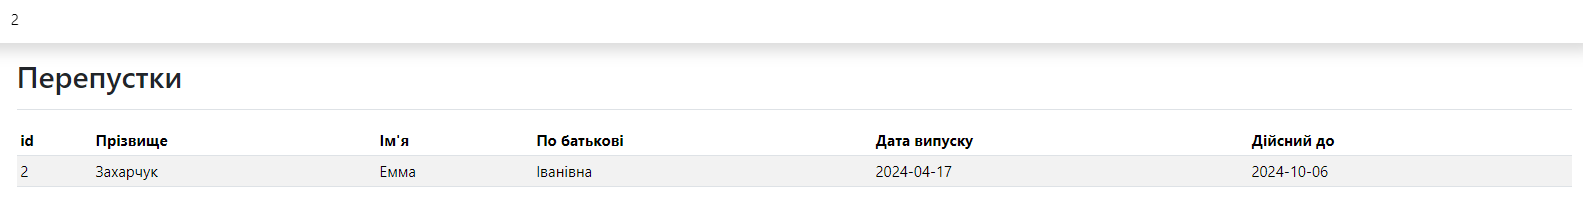 2
Перепустки
id Прізвище Ім'я По батькові Дата випуску Дійсний до
2 Захарчук Емма Іванівна 2024-04-17 2024-10-06